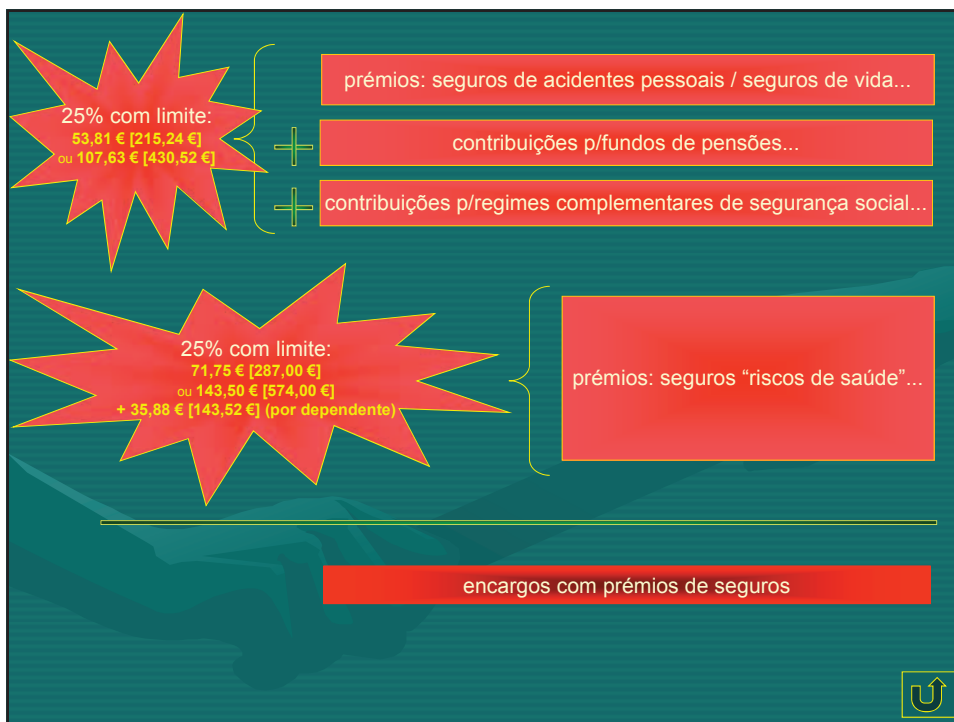 25% com limite:
53,81 € [215,24 €]
ou 107,63 € [430,52 €]
prémios: seguros de acidentes pessoais / seguros de vida...
contribuições p/fundos de pensões...
contribuições p/regimes complementares de segurança social...
25% com limite:
71,75 € [287,00 €]
ou 143,50 € [574,00 €]
+ 35,88 € [143,52 €] (por dependente)
prémios: seguros “riscos de saúde”...
encargos com prémios de seguros